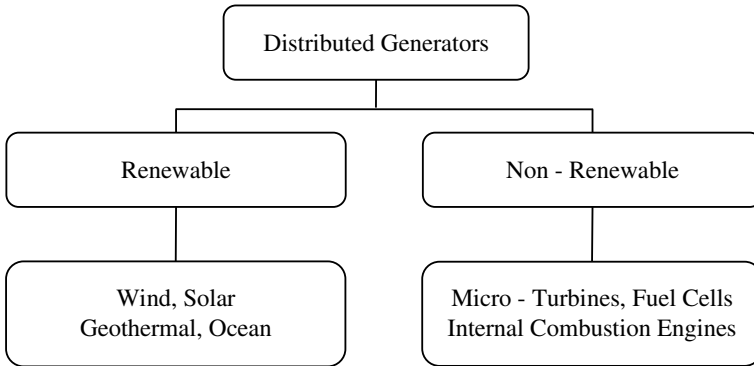 Distributed Generators
Renewable
Non - Renewable
Wind, Solar
Geothermal, Ocean
Micro - Turbines, Fuel Cells
Internal Combustion Engines